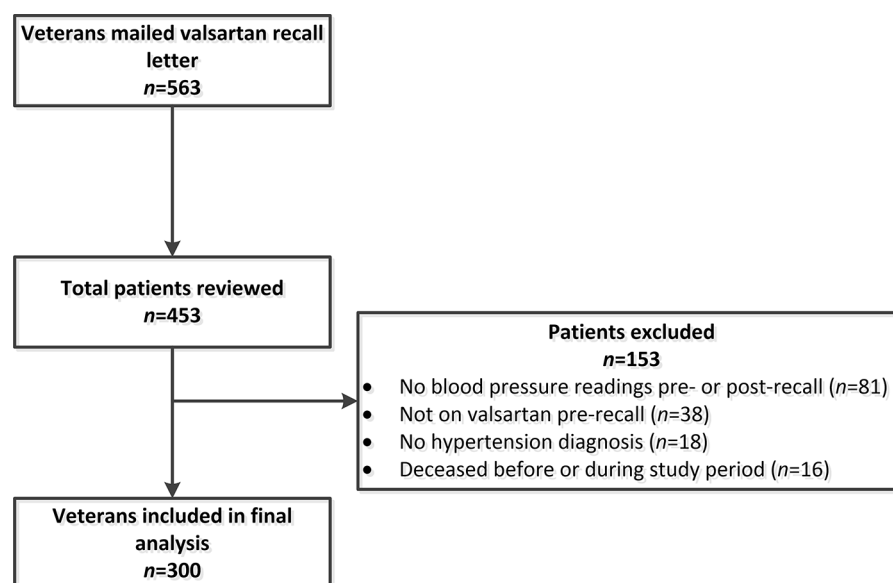 Veterans mailed valsartan recall
letter
n=563
Total patients reviewed
n=453
Patients excluded
n=153
• No blood pressure readings pre- or post-recall (n=81)
• Not on valsartan pre-recall (n=38)
• No hypertension diagnosis (n=18)
• Deceased before or during study period (n=16)
Veterans included in final
analysis
n=300